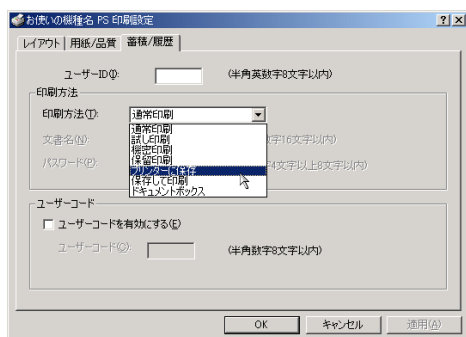 お使いの機種名 PS 印刷設定
レイアウト 用紙/品質 蓄積/履歴
ユーザーID(I): (半角英数字8文字以内)
印刷方法
印刷方法(T): 通常印刷
通常印刷
試し印刷
文書名(N): 数字16文字以内)
機密印刷
保留印刷
パスワード(P): 字4文字以上8文字以内)
プリンターに保存
保存して印刷
ドキュメントボックス
ユーザーコード
ユーザーコードを有効にする(E)
ユーザーコード(C): (半角数字8文字以内)
OK キャンセル 適用(A)